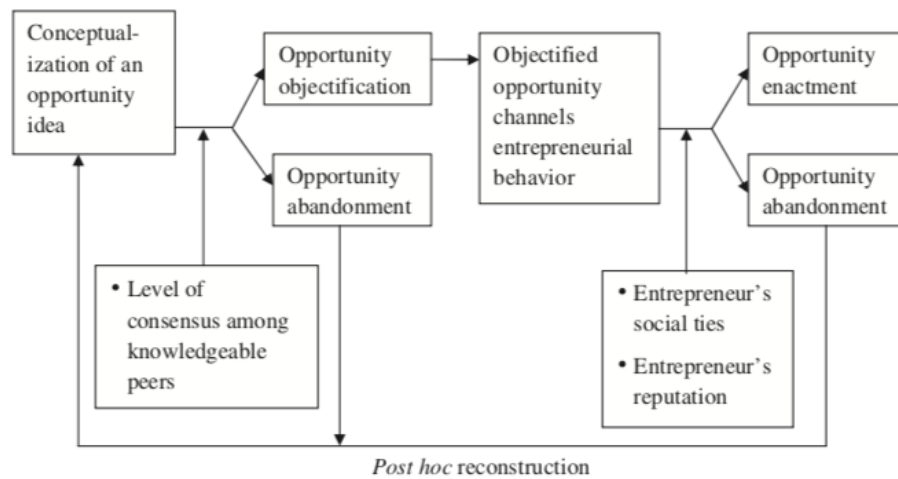 Conceptual-
ization of an
opportunity
idea
Opportunity
objectification
Opportunity
abandonment
• Level of
consensus among
knowledgeable
peers
Objectified
opportunity
channels
entrepreneurial
behavior
Opportunity
enactment
Opportunity
abandonment
• Entrepreneur’s
social ties
• Entrepreneur’s
reputation
Post hoc reconstruction